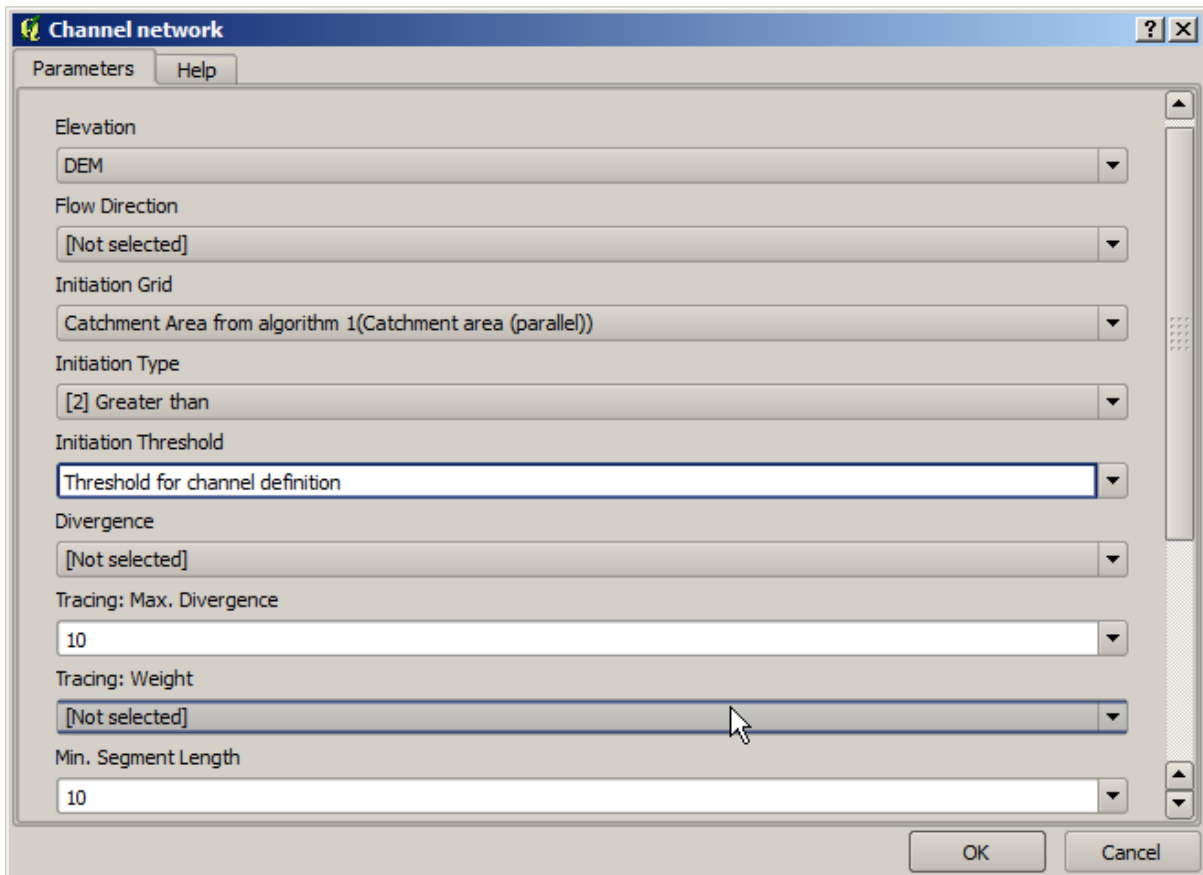 Channel network
Parameters Help
Elevation
DEM
Flow Direction
[Not selected]
Initiation Grid
Catchment Area from algorithm 1(Catchment area (parallel))
Initiation Type
[2] Greater than
Initiation Threshold
Threshold for channel definition
Divergence
[Not selected]
Tracing: Max. Divergence
10
Tracing: Weight
[Not selected]
Min. Segment Length
10
OK Cancel